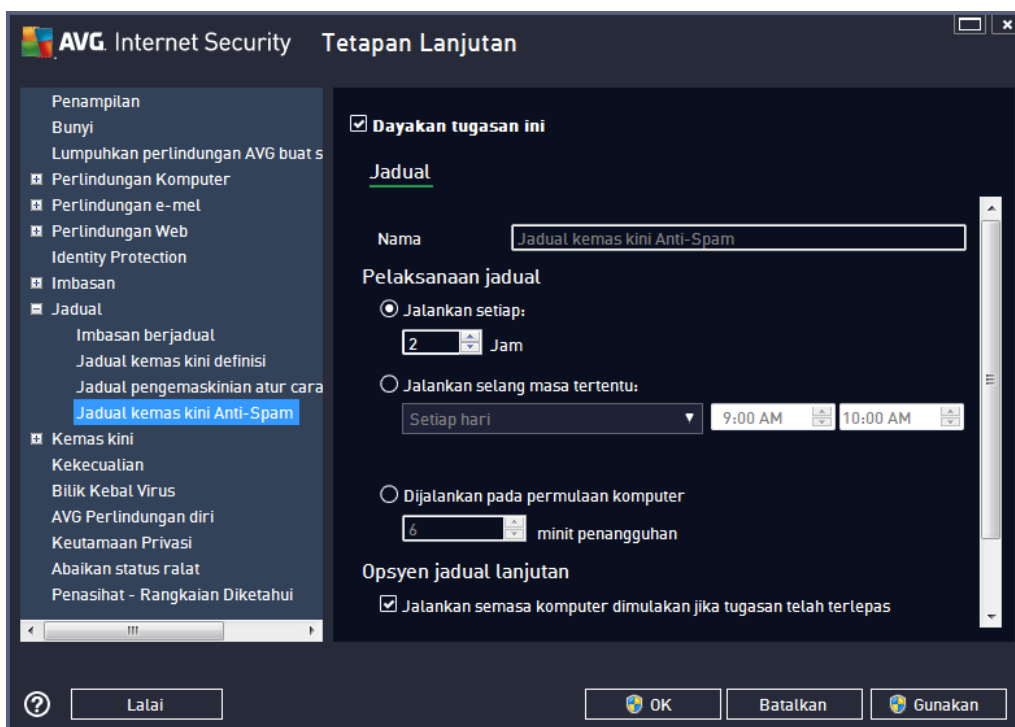 AVG. Internet Security Tetapan Lanjutan
Penampilan
Bunyi
Lumpuhkan perlindungan AVG buat s
Perlindungan Komputer
Perlindungan e-mel
Perlindungan Web
Identity Protection
Imbasan
Jadual
Imbasan berjadual
Jadual kemas kini definisi
Jadual pengemaskinian atur cara
Jadual kemas kini Anti-Spam
Kemas kini
Kekecualian
Bilik Kebal Virus
AVG Perlindungan diri
Keutamaan Privasi
Abaikan status ralat
Penasihat - Rangkaian Diketahui
Dayakan tugasan ini
Jadual
Nama Jadual kemas kini Anti-Spam
Pelaksanaan jadual
Jalankan setiap:
2 Jam
Jalankan selang masa tertentu:
Setiap hari 9:00 AM 10:00 AM
Dijalankan pada permulaan komputer
6 minit penangguhan
Opsyen jadual lanjutan
Jalankan semasa komputer dimulakan jika tugasan telah terlepas
Lalai OK Batalkan Gunakan